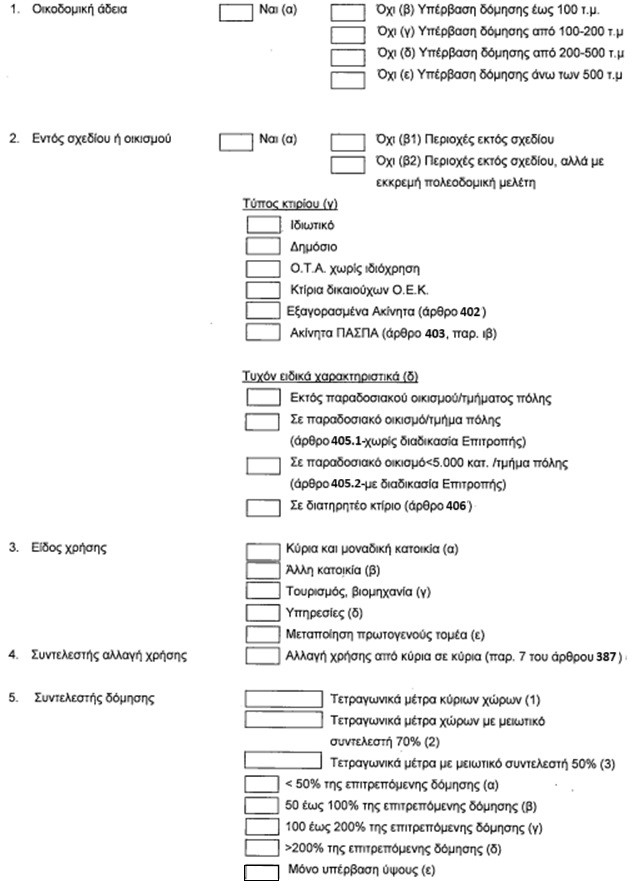 1. Οικοδομική άδεια Ναι (α) Όχι (β) Υπέρβαση δόμησης έως 100 τ.μ.
Όχι (γ) Υπέρβαση δόμησης από 100-200 τ.μ
Όχι (δ) Υπέρβαση δόμησης από 200-500 τ.μ
Όχι (ε) Υπέρβαση δόμησης άνω των 500 τ.μ
2. Εντός σχεδίου ή οικισμού Ναι (α) Όχι (β1) Περιοχές εκτός σχεδίου
Όχι (β2) Περιοχές εκτός σχεδίου, αλλά με
εκκρεμή πολεοδομική μελέτη
Τύπος κτιρίου (γ)
Ιδιωτικό
Δημόσιο
Ο.Τ.Α. χωρίς ιδιόχρηση
Κτίρια δικαιούχων Ο.Ε.Κ.
Εξαγορασμένα Ακίνητα (άρθρο 402)
Ακίνητα ΠΑΣΠΑ (άρθρο 403, παρ. ιβ)
Τυχόν ειδικά χαρακτηριστικά (δ)
Εκτός παραδοσιακού οικισμού/τμήματος πόλης
Σε παραδοσιακό οικισμό/τμήμα πόλης
(άρθρο 405.1-χωρίς διαδικασία Επιτροπής)
Σε παραδοσιακό οικισμό<5.000 κατ. /τμήμα πόλης
(άρθρο 405.2-με διαδικασία Επιτροπής)
Σε διατηρητέο κτίριο (άρθρο 406)
3. Είδος χρήσης Κύρια και μοναδική κατοικία (α)
Άλλη κατοικία (β)
Τουρισμός, βιομηχανία (γ)
Υπηρεσίες (δ)
Μεταποίηση πρωτογενούς τομέα (ε)
4. Συντελεστής αλλαγή χρήσης Αλλαγή χρήσης από κύρια σε κύρια (παρ. 7 του άρθρου 387)
5. Συντελεστής δόμησης Τετραγωνικά μέτρα κύριων χώρων (1)
Τετραγωνικά μέτρα χώρων με μειωτικό
συντελεστή 70% (2)
Τετραγωνικά μέτρα με μειωτικό συντελεστή 50% (3)
< 50% της επιτρεπόμενης δόμησης (α)
50 έως 100% της επιτρεπόμενης δόμησης (β)
100 έως 200% της επιτρεπόμενης δόμησης (γ)
>200% της επιτρεπόμενης δόμησης (δ)
Μόνο υπέρβαση ύψους (ε)